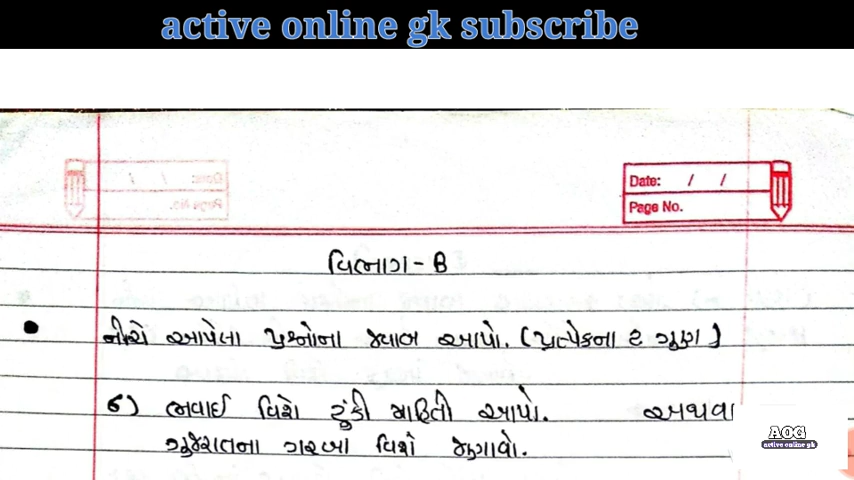 active online gk subscribe
Date: / /
Page No.
વિભાગ - B
નીચે આપેલા પ્રશ્નોના જવાબ આપો. (પ્રત્યેકના ૨ ગુણ)
૬) ભવાઈ વિશે ટુંકી માહિતી આપો. અથવા
ગુજરાતના ગરબા વિશે જણાવો.
AOG
active online gk